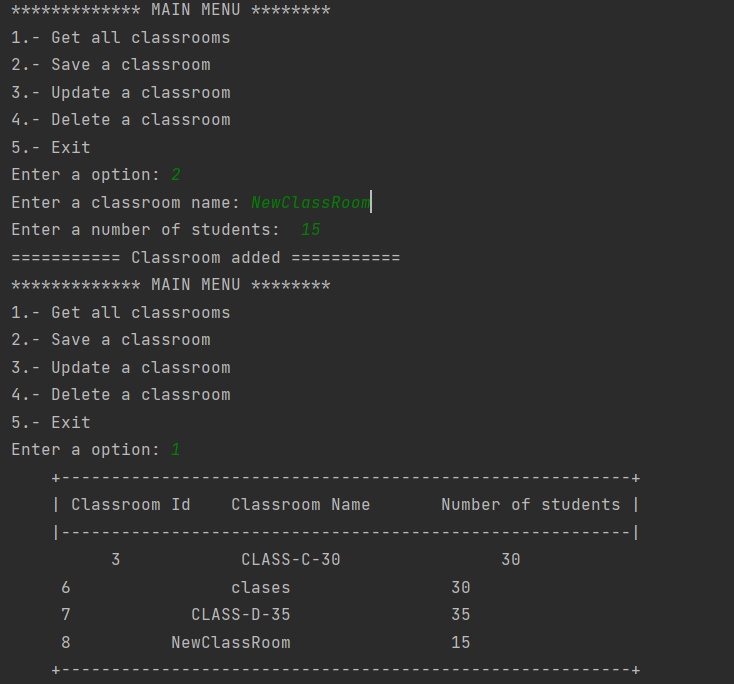 ************* MAIN MENU ********
1.- Get all classrooms
2.- Save a classroom
3.- Update a classroom
4.- Delete a classroom
5.- Exit
Enter a option: 2
Enter a classroom name: NewClassRoom
Enter a number of students:  15
=========== Classroom added ===========
************* MAIN MENU ********
1.- Get all classrooms
2.- Save a classroom
3.- Update a classroom
4.- Delete a classroom
5.- Exit
Enter a option: 1
    +---------------------------------------------------------+
    | Classroom Id    Classroom Name       Number of students |
    |---------------------------------------------------------|
          3            CLASS-C-30                30
     6                clases                30
     7            CLASS-D-35                35
     8          NewClassRoom                15
    +---------------------------------------------------------+